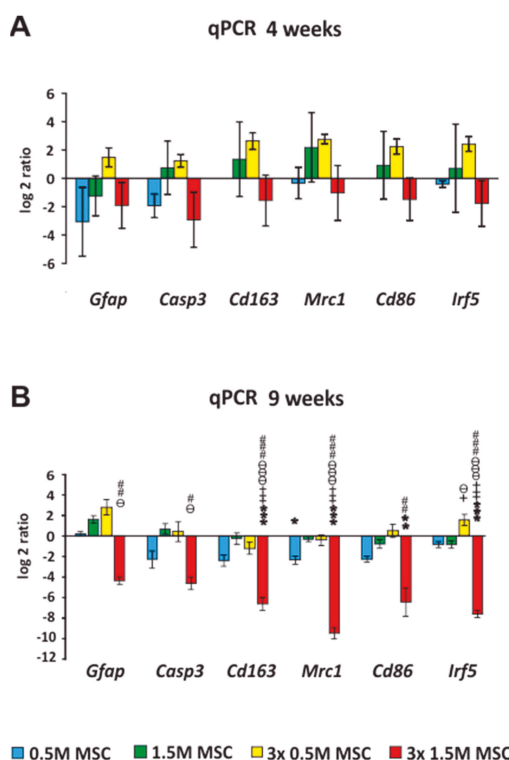 A
qPCR 4 weeks
6
4
2
0
-2
-4
-6
log 2 ratio
Gfap Casp3 Cd163 Mrc1 Cd86 Irf5
B
qPCR 9 weeks
6
4
2
0
-2
-4
-6
-8
-10
-12
log 2 ratio
##⊖
#⊖
###⊖⊖⊖++***
*
###⊖⊖⊖++***
##**
⊖+
###⊖⊖⊖++***
Gfap Casp3 Cd163 Mrc1 Cd86 Irf5
0.5M MSC 1.5M MSC 3x 0.5M MSC 3x 1.5M MSC